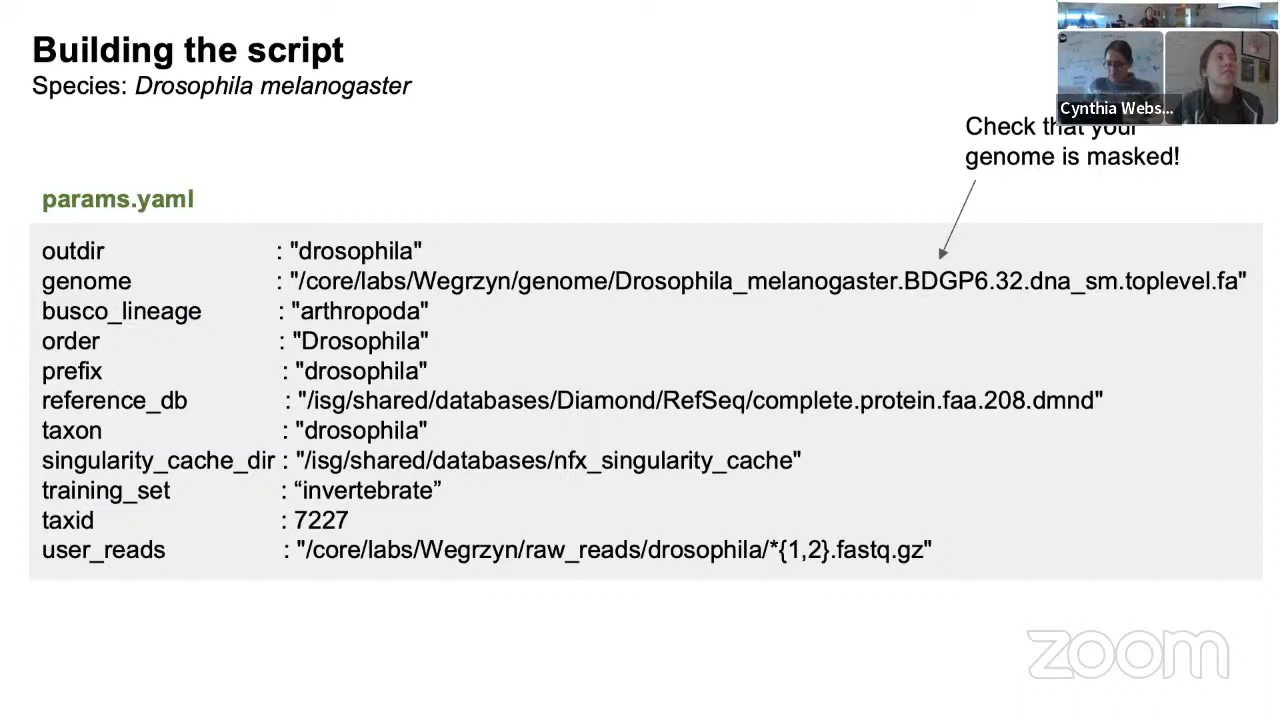 Building the script
Species: Drosophila melanogaster
Cynthia Webs...
Check that your
genome is masked!
params.yaml
outdir : "drosophila"
genome : "/core/labs/Wegrzyn/genome/Drosophila_melanogaster.BDGP6.32.dna_sm.toplevel.fa"
busco_lineage : "arthropoda"
order : "Drosophila"
prefix : "drosophila"
reference_db : "/isg/shared/databases/Diamond/RefSeq/complete.protein.faa.208.dmnd"
taxon : "drosophila"
singularity_cache_dir : "/isg/shared/databases/nfx_singularity_cache"
training_set : “invertebrate”
taxid : 7227
user_reads : "/core/labs/Wegrzyn/raw_reads/drosophila/*{1,2}.fastq.gz"
zoom